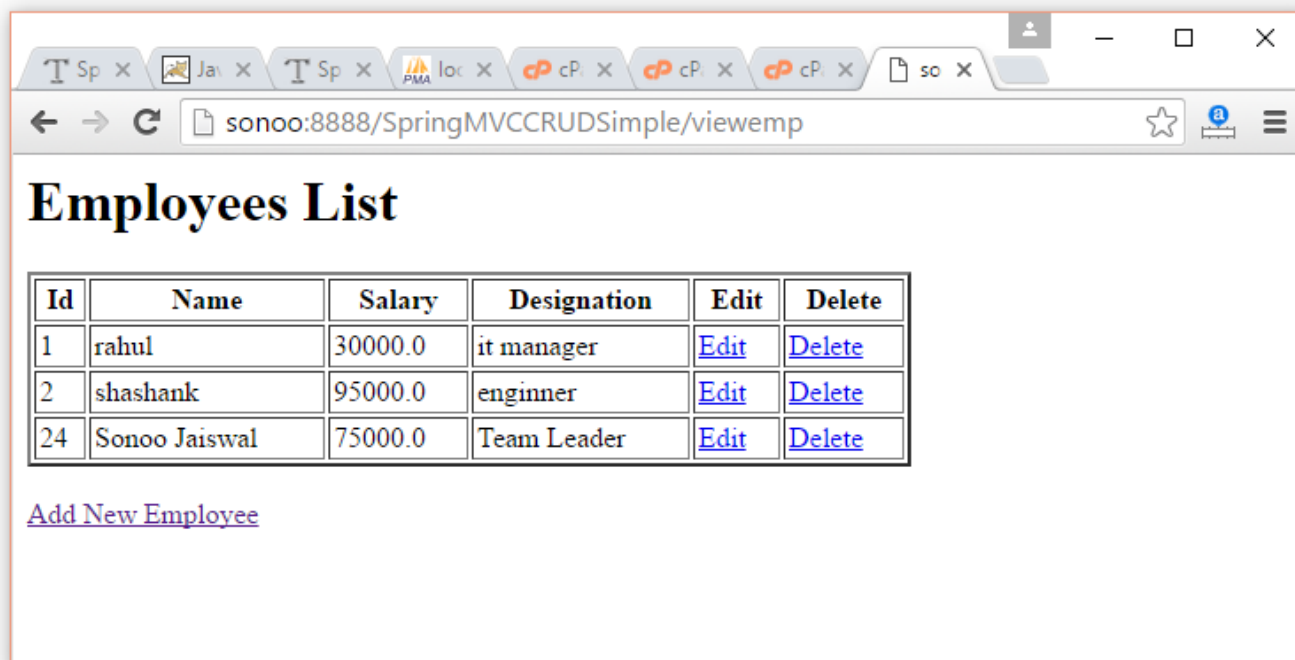 Sp Sp loc cP cP cP so
sonoo:8888/SpringMVCCRUDSimple/viewemp
Employees List
Id Name Salary Designation Edit Delete
1 rahul 30000.0 it manager Edit Delete
2 shashank 95000.0 enginner Edit Delete
24 Sonoo Jaiswal 75000.0 Team Leader Edit Delete
Add New Employee